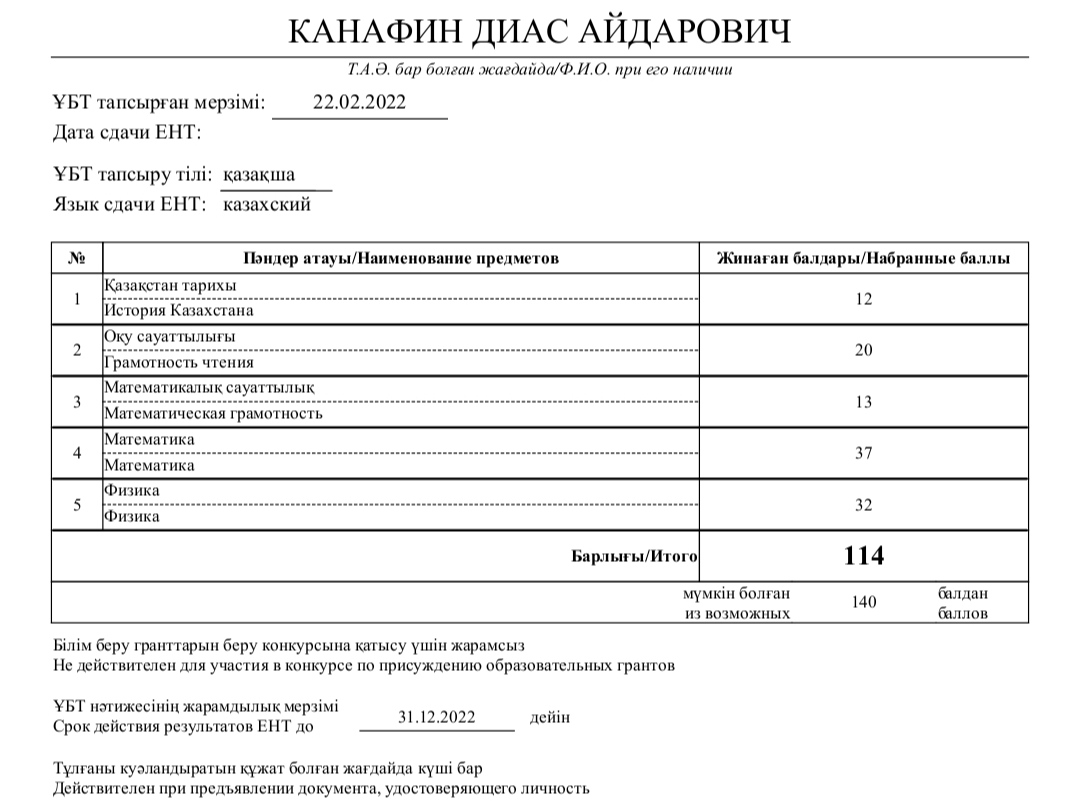 КАНАФИН ДИАС АЙДАРОВИЧ
Т.А.Ә. бар болған жағдайда/Ф.И.О. при его наличии
ҰБТ тапсырған мерзімі: 22.02.2022
Дата сдачи ЕНТ:
ҰБТ тапсыру тілі: қазақша
Язык сдачи ЕНТ: казахский
№ Пәндер атауы/Наименование предметов Жинаған балдары/Набранные баллы
Қазақстан тарихы
1 12
История Казахстана
Оқу сауаттылығы
2 20
Грамотность чтения
Математикалық сауаттылық
3 13
Математическая грамотность
Математика
4 37
Математика
Физика
5 32
Физика
Барлығы/Итого 114
мүмкін болған балдан
140
из возможных баллов
Білім беру гранттарын беру конкурсына қатысу үшін жарамсыз
Не действителен для участия в конкурсе по присуждению образовательных грантов
ҰБТ нәтижесінің жарамдылық мерзімі
31.12.2022 дейін
Срок действия результатов ЕНТ до
Тұлғаны куәландыратын құжат болған жағдайда күші бар
Действителен при предъявлении документа, удостоверяющего личность